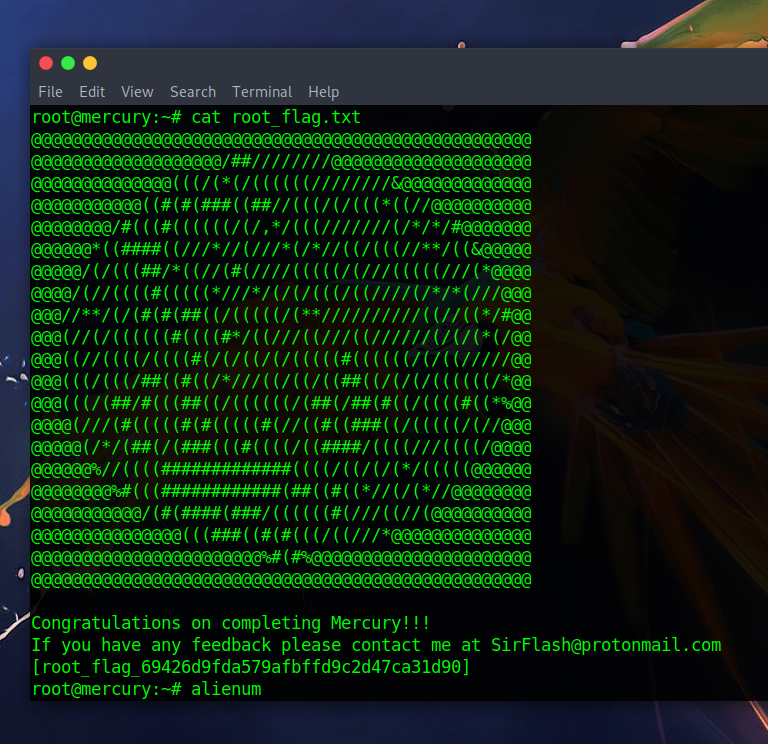 File Edit View Search Terminal Help
root@mercury:~# cat root_flag.txt
Congratulations on completing Mercury!!!
If you have any feedback please contact me at SirFlash@protonmail.com
[root_flag_69426d9fda579afbffd9c2d47ca31d90]
root@mercury:~# alienum